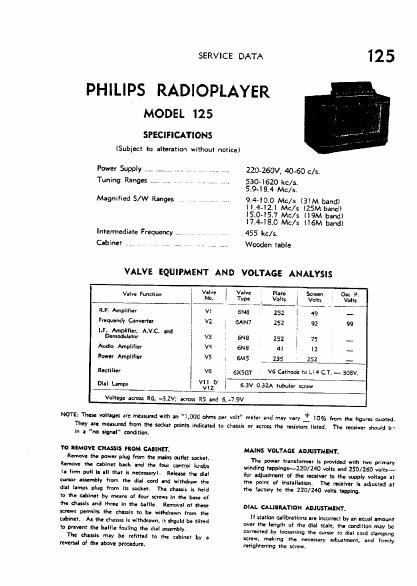 SERVICE DATA 125
PHILIPS RADIOPLAYER
MODEL 125
SPECIFICATIONS
(Subject to alteration without notice)
Power Supply 220-260V, 40-60 c/s.
Tuning Ranges 530-1620 kc/s.
5.9-18.4 Mc/s.
Magnified S/W Ranges 9.4-10.0 Mc/s (31M band)
11.4-12.1 Mc/s (25M band)
15.0-15.7 Mc/s (19M band)
17.4-18.0 Mc/s (16M band)
Intermediate Frequency 455 kc/s.
Cabinet Wooden table
VALVE EQUIPMENT AND VOLTAGE ANALYSIS
Valve Function Valve No. Valve Type Plate Volts Screen Volts Osc. P. Volts
R.F. Amplifier V1 6N8 252 49 —
Frequency Converter V2 6AN7 252 92 99
I.F. Amplifier, A.V.C. and
Demodulator V3 6N8 252 75 —
Audio Amplifier V4 6N8 41 12 —
Power Amplifier V5 6M5 235 252 —
Rectifier V6 6X5GT V6 Cathode to L14 C.T. — 308V.
Dial Lamps V11 & V12 6.3V 0.32A tubular screw
Voltage across R6, –3.2V; across R5 and 6, –7.9V.
NOTE: These voltages are measured with an "1,000 ohms per volt" meter and may vary ± 10% from the figures quoted.
They are measured from the socket points indicated to chassis or across the resistors listed. The receiver should b-
in a "no signal" condition.
TO REMOVE CHASSIS FROM CABINET.
Remove the power plug from the mains outlet socket.
Remove the cabinet back and the four control knobs
(a firm pull is all that is necessary). Release the dial
cursor assembly from the dial cord and withdraw the
dial lamps plug from its socket. The chassis is held
to the cabinet by means of four screws in the base of
the chassis and three in the baffle. Removal of these
screws permits the chassis to be withdrawn from the
cabinet. As the chassis is withdrawn, it should be tilted
to prevent the baffle fouling the dial assembly.
The chassis may be refitted to the cabinet by a
reversal of the above procedure.
MAINS VOLTAGE ADJUSTMENT.
The power transformer is provided with two primary
winding tappings—220/240 volts and 250/260 volts—
for adjustment of the receiver to the supply voltage at
the point of installation. The receiver is adjusted at
the factory to the 220/240 volts tapping.
DIAL CALIBRATION ADJUSTMENT.
If station calibrations are incorrect by an equal amount
over the length of the dial scale, the condition may be
corrected by loosening the cursor to dial cord clamping
screw, making the necessary adjustment, and firmly
retightening the screw.